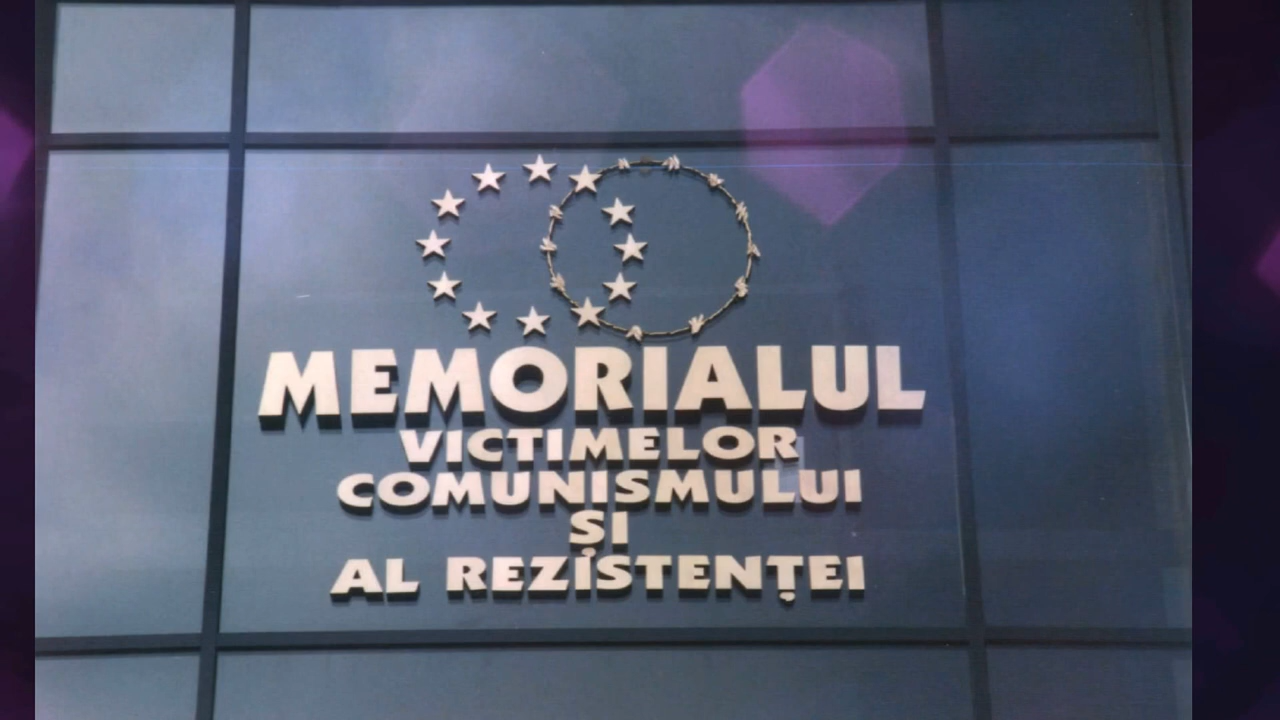 MEMORIALUL
VICTIMELOR
COMUNISMULUI
ȘI
AL REZISTENȚEI